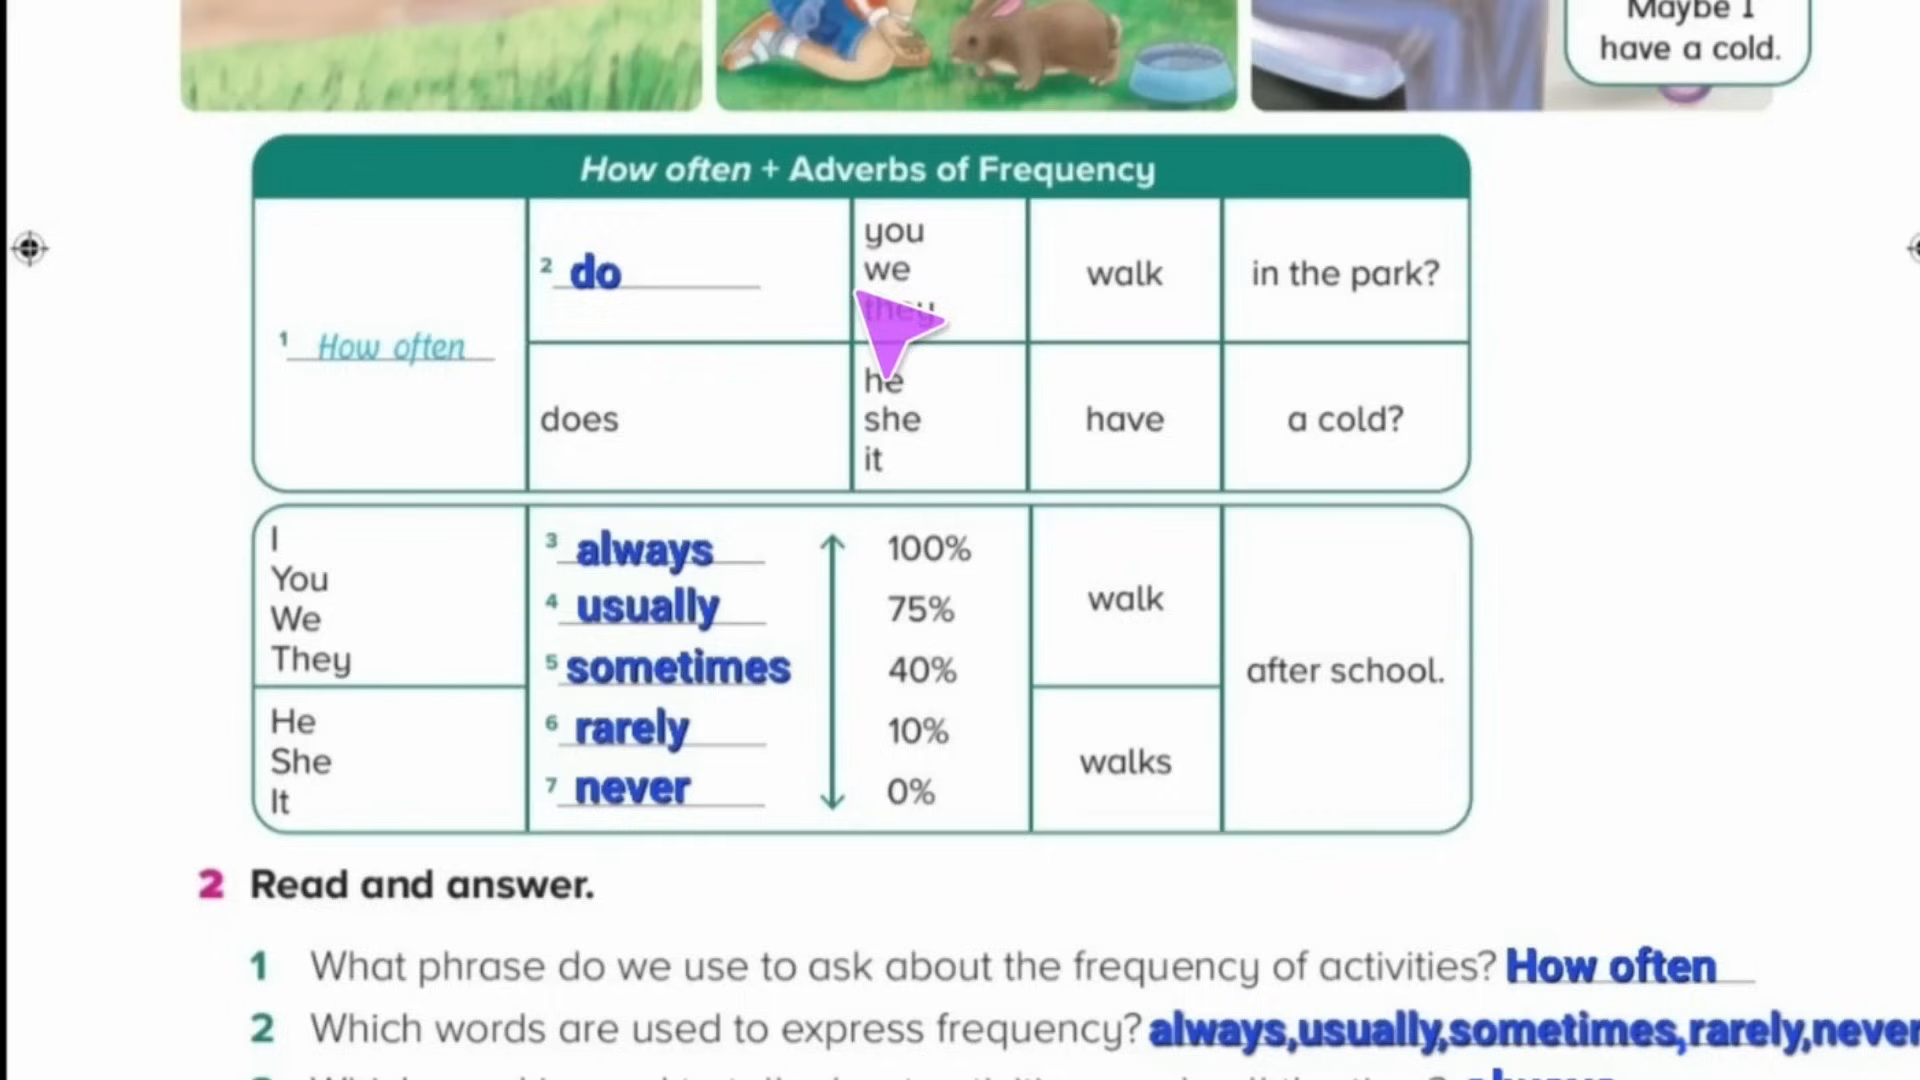 Maybe I
have a cold.
How often + Adverbs of Frequency
1 How often
2 do
you
we
they
walk
in the park?
does
he
she
it
have
a cold?
I
You
We
They
He
She
It
3 always 100%
4 usually 75%
5 sometimes 40%
6 rarely 10%
7 never 0%
walk
walks
after school.
2 Read and answer.
1 What phrase do we use to ask about the frequency of activities? How often
2 Which words are used to express frequency? always,usually,sometimes,rarely,never